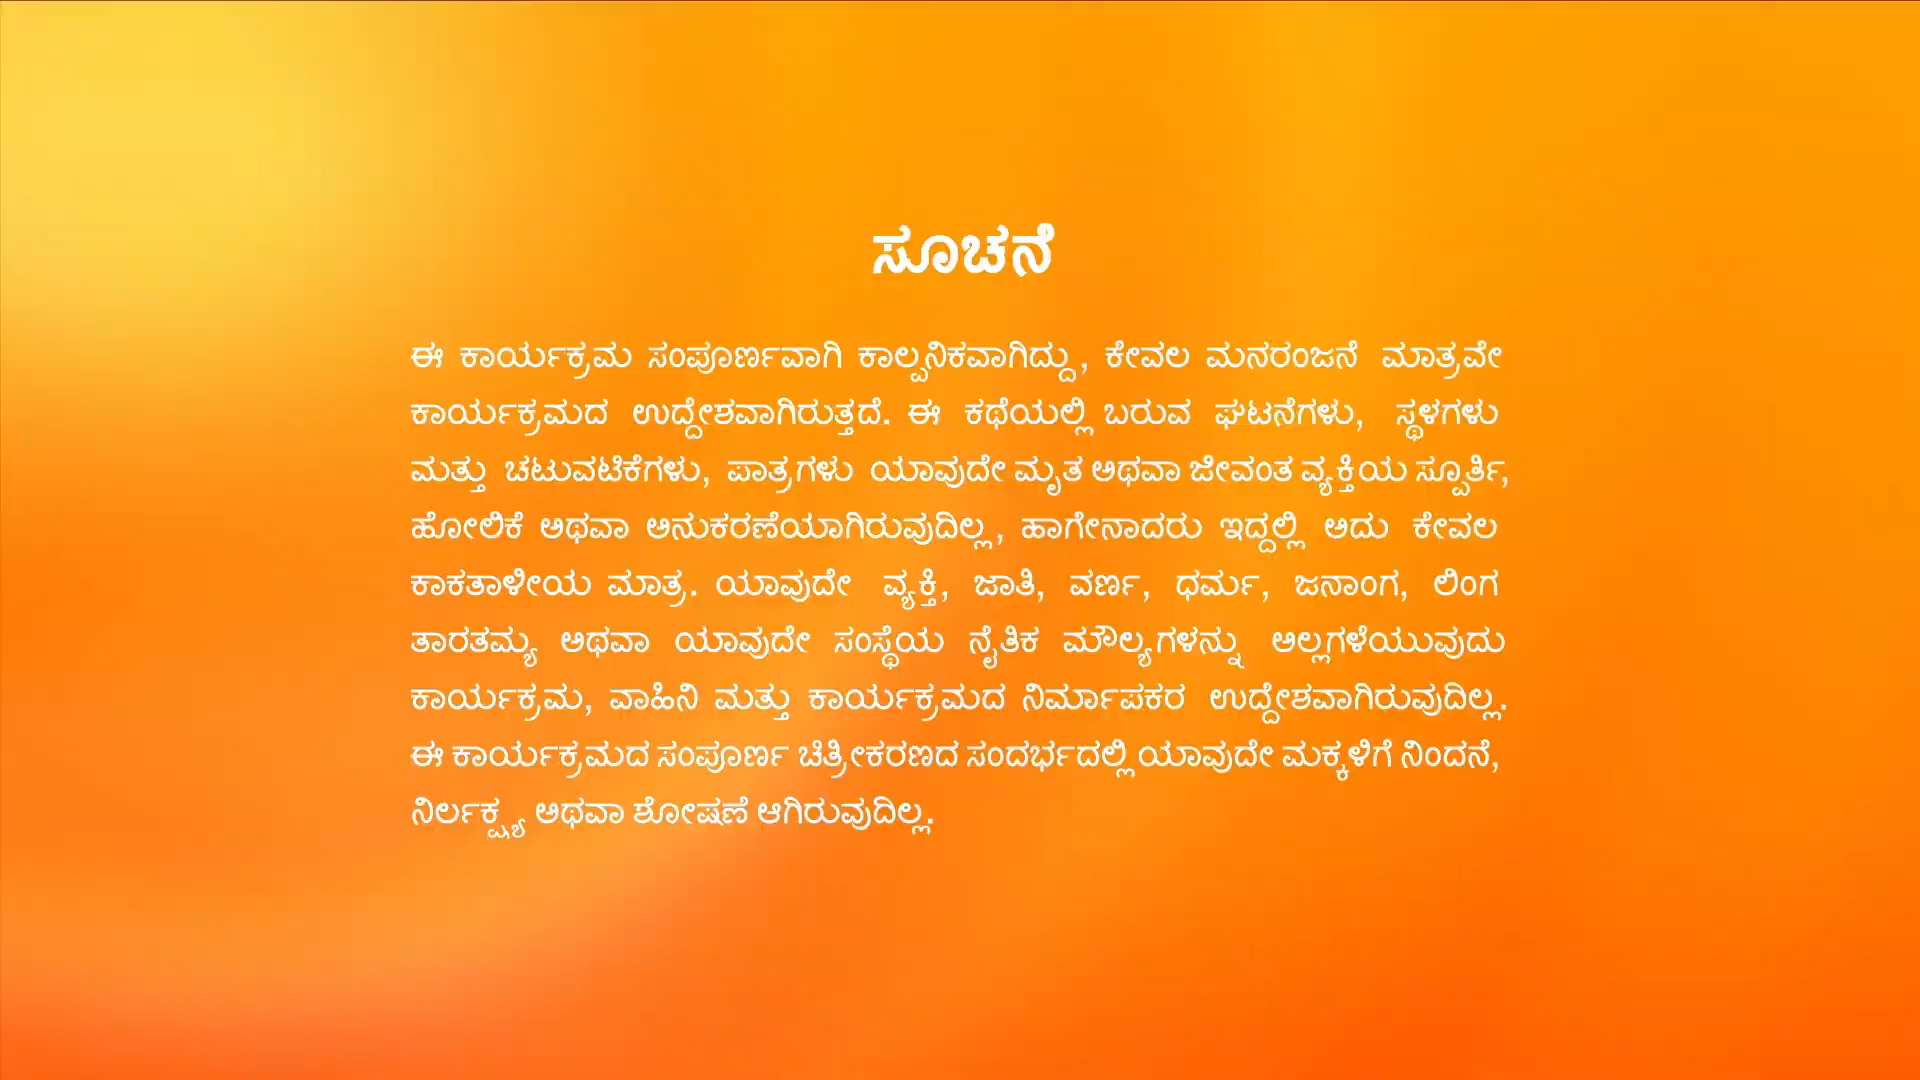 ಸೂಚನೆ
ಈ ಕಾರ್ಯಕ್ರಮ ಸಂಪೂರ್ಣವಾಗಿ ಕಾಲ್ಪನಿಕವಾಗಿದ್ದು, ಕೇವಲ ಮನರಂಜನೆ ಮಾತ್ರವೇ
ಕಾರ್ಯಕ್ರಮದ ಉದ್ದೇಶವಾಗಿರುತ್ತದೆ. ಈ ಕಥೆಯಲ್ಲಿ ಬರುವ ಘಟನೆಗಳು, ಸ್ಥಳಗಳು
ಮತ್ತು ಚಟುವಟಿಕೆಗಳು, ಪಾತ್ರಗಳು ಯಾವುದೇ ಮೃತ ಅಥವಾ ಜೀವಂತ ವ್ಯಕ್ತಿಯ ಸ್ಪೂರ್ತಿ,
ಹೋಲಿಕೆ ಅಥವಾ ಅನುಕರಣೆಯಾಗಿರುವುದಿಲ್ಲ, ಹಾಗೇನಾದರು ಇದ್ದಲ್ಲಿ ಅದು ಕೇವಲ
ಕಾಕತಾಳೀಯ ಮಾತ್ರ. ಯಾವುದೇ ವ್ಯಕ್ತಿ, ಜಾತಿ, ವರ್ಣ, ಧರ್ಮ, ಜನಾಂಗ, ಲಿಂಗ
ತಾರತಮ್ಯ ಅಥವಾ ಯಾವುದೇ ಸಂಸ್ಥೆಯ ನೈತಿಕ ಮೌಲ್ಯಗಳನ್ನು ಅಲ್ಲಗಳೆಯುವುದು
ಕಾರ್ಯಕ್ರಮ, ವಾಹಿನಿ ಮತ್ತು ಕಾರ್ಯಕ್ರಮದ ನಿರ್ಮಾಪಕರ ಉದ್ದೇಶವಾಗಿರುವುದಿಲ್ಲ.
ಈ ಕಾರ್ಯಕ್ರಮದ ಸಂಪೂರ್ಣ ಚಿತ್ರೀಕರಣದ ಸಂದರ್ಭದಲ್ಲಿ ಯಾವುದೇ ಮಕ್ಕಳಿಗೆ ನಿಂದನೆ,
ನಿರ್ಲಕ್ಷ್ಯ ಅಥವಾ ಶೋಷಣೆ ಆಗಿರುವುದಿಲ್ಲ.